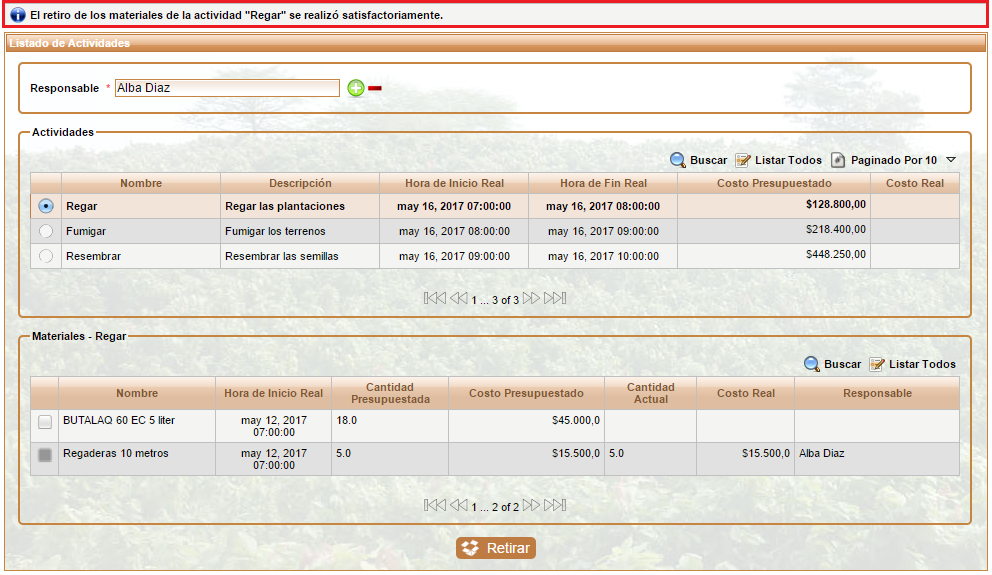 El retiro de los materiales de la actividad "Regar" se realizó satisfactoriamente.
Listado de Actividades
Responsable * Alba Diaz
Actividades
Buscar Listar Todos Paginado Por 10
Nombre Descripción Hora de Inicio Real Hora de Fin Real Costo Presupuestado Costo Real
Regar Regar las plantaciones may 16, 2017 07:00:00 may 16, 2017 08:00:00 $128.800,00
Fumigar Fumigar los terrenos may 16, 2017 08:00:00 may 16, 2017 09:00:00 $218.400,00
Resembrar Resembrar las semillas may 16, 2017 09:00:00 may 16, 2017 10:00:00 $448.250,00
1 ... 3 of 3
Materiales - Regar
Buscar Listar Todos
Nombre Hora de Inicio Real Cantidad Presupuestada Costo Presupuestado Cantidad Actual Costo Real Responsable
BUTALAQ 60 EC 5 liter may 12, 2017 07:00:00 18.0 $45.000,0
Regaderas 10 metros may 12, 2017 07:00:00 5.0 $15.500,0 5.0 $15.500,0 Alba Diaz
1 ... 2 of 2
Retirar